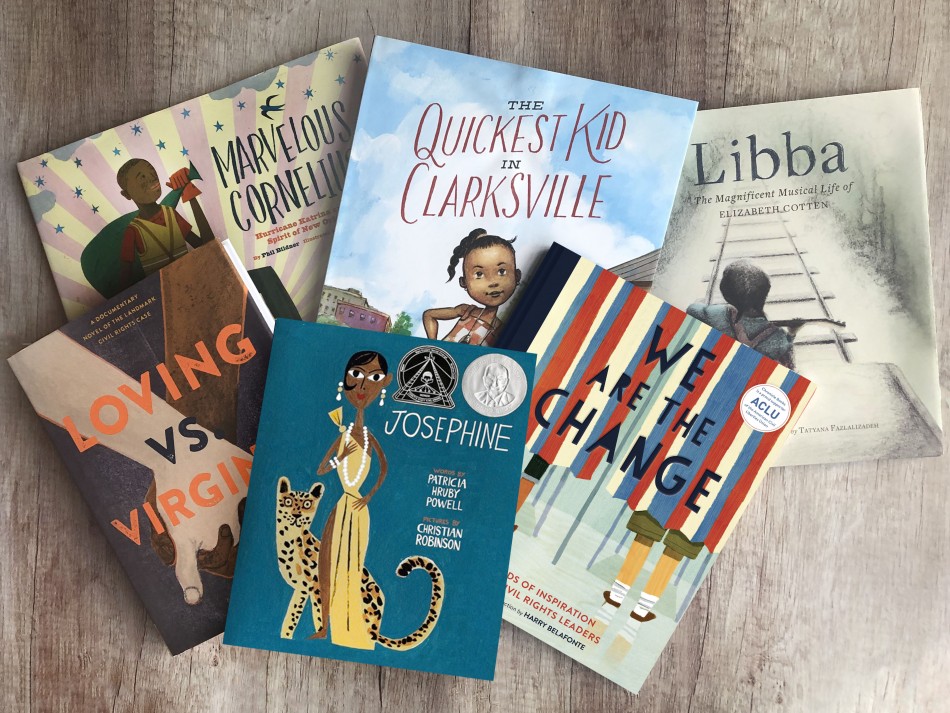 MARVELOUS
CORNELIUS
Hurricane Katrina
Spirit of New
by Phil Bildner
THE
QUICKEST KID
IN
CLARKSVILLE
Libba
The Magnificent Musical Life of
ELIZABETH COTTEN
by TATYANA FAZLALIZADEH
A DOCUMENTARY
NOVEL OF THE LANDMARK
CIVIL RIGHTS CASE
LOVING
VS.
VIRGIN
JOSEPHINE
WORDS BY
PATRICIA
HRUBY
POWELL
PICTURES BY
CHRISTIAN
ROBINSON
WE
ARE THE
CHANGE
ACLU
DS OF INSPIRATION
CIVIL RIGHTS LEADERS
ction by HARRY BELAFONTE